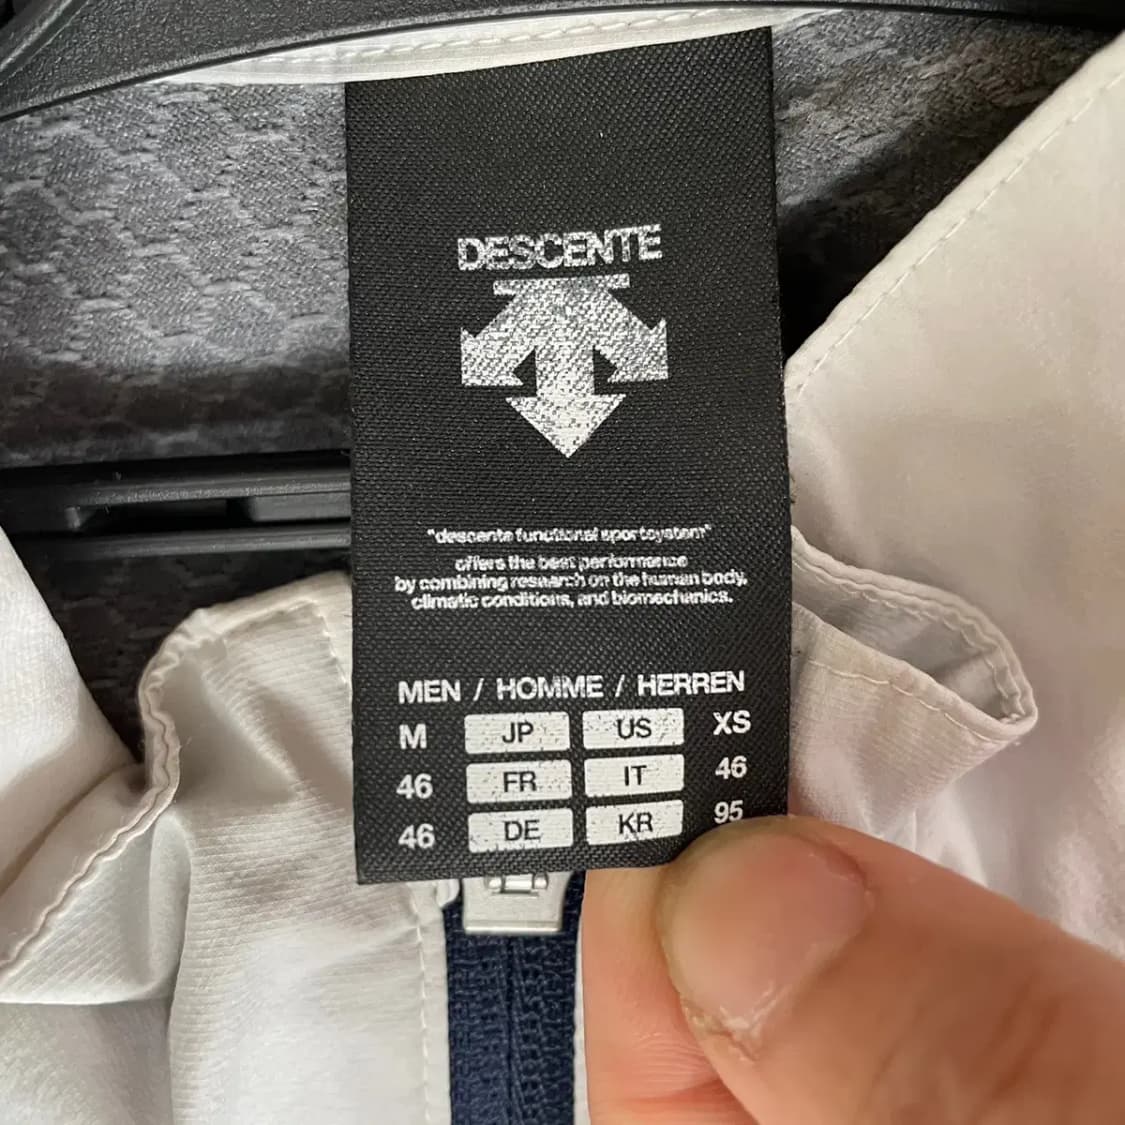 DESCENTE
"descente functional sportsystem"
offers the best performance
by combining research on the human body,
climatic conditions, and biomechanics.
MEN / HOMME / HERREN
M JP US XS
46 FR IT 46
46 DE KR 95